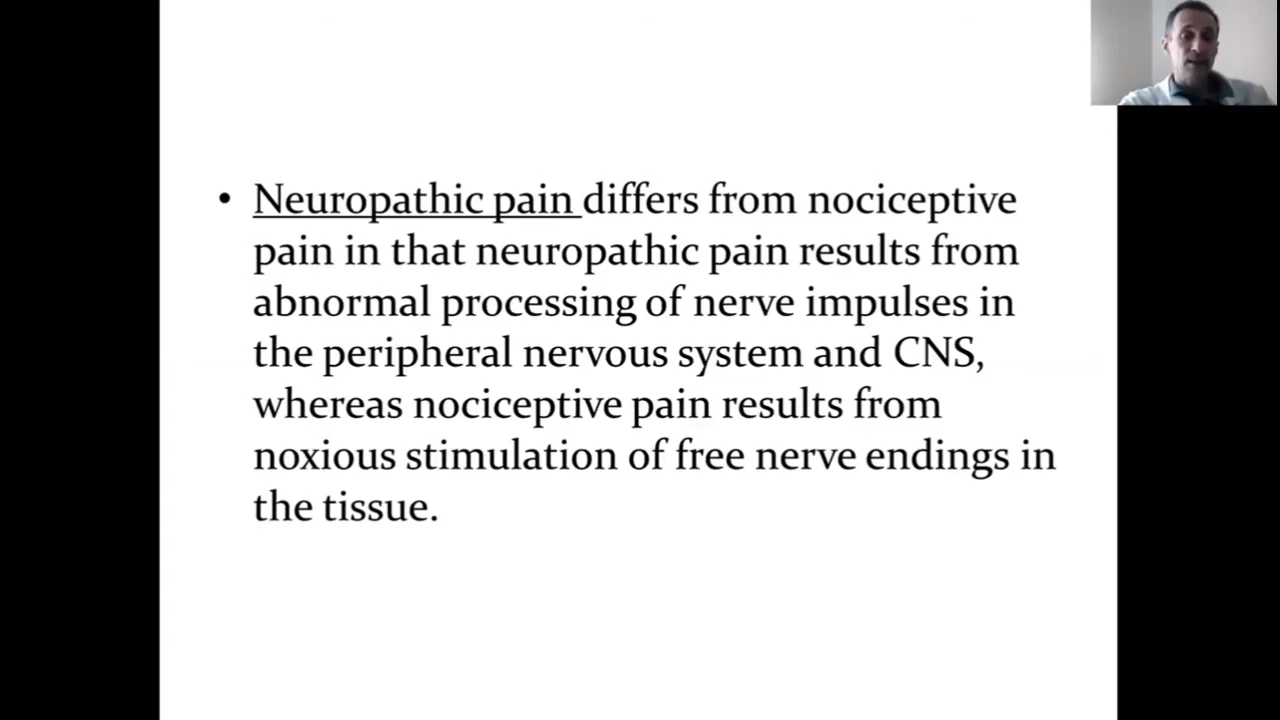 • Neuropathic pain differs from nociceptive
pain in that neuropathic pain results from
abnormal processing of nerve impulses in
the peripheral nervous system and CNS,
whereas nociceptive pain results from
noxious stimulation of free nerve endings in
the tissue.